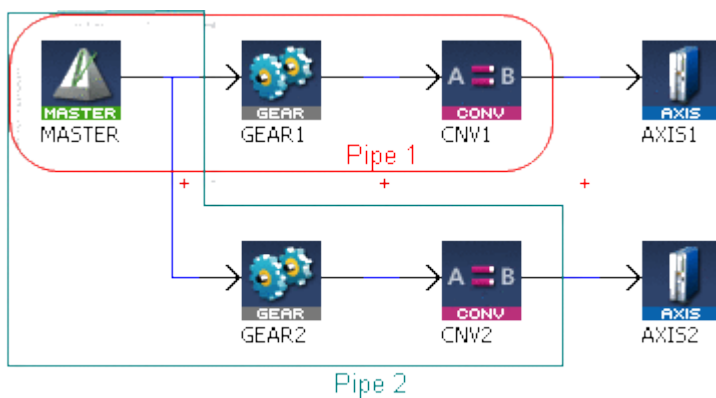 MASTER
GEAR
A B
CONV
AXIS
MASTER
GEAR1
CNV1
AXIS1
Pipe 1
GEAR
A B
CONV
AXIS
GEAR2
CNV2
AXIS2
Pipe 2